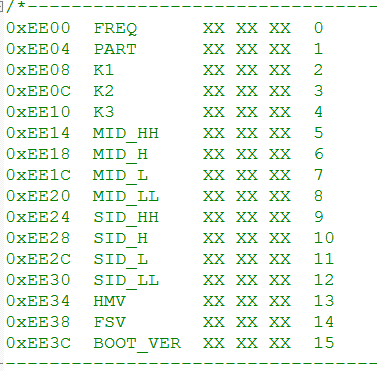 /*-----------------------------------
0xEE00 FREQ XX XX XX 0
0xEE04 PART XX XX XX 1
0xEE08 K1 XX XX XX 2
0xEE0C K2 XX XX XX 3
0xEE10 K3 XX XX XX 4
0xEE14 MID_HH XX XX XX 5
0xEE18 MID_H XX XX XX 6
0xEE1C MID_L XX XX XX 7
0xEE20 MID_LL XX XX XX 8
0xEE24 SID_HH XX XX XX 9
0xEE28 SID_H XX XX XX 10
0xEE2C SID_L XX XX XX 11
0xEE30 SID_LL XX XX XX 12
0xEE34 HMV XX XX XX 13
0xEE38 FSV XX XX XX 14
0xEE3C BOOT_VER XX XX XX 15
-------------------------------------